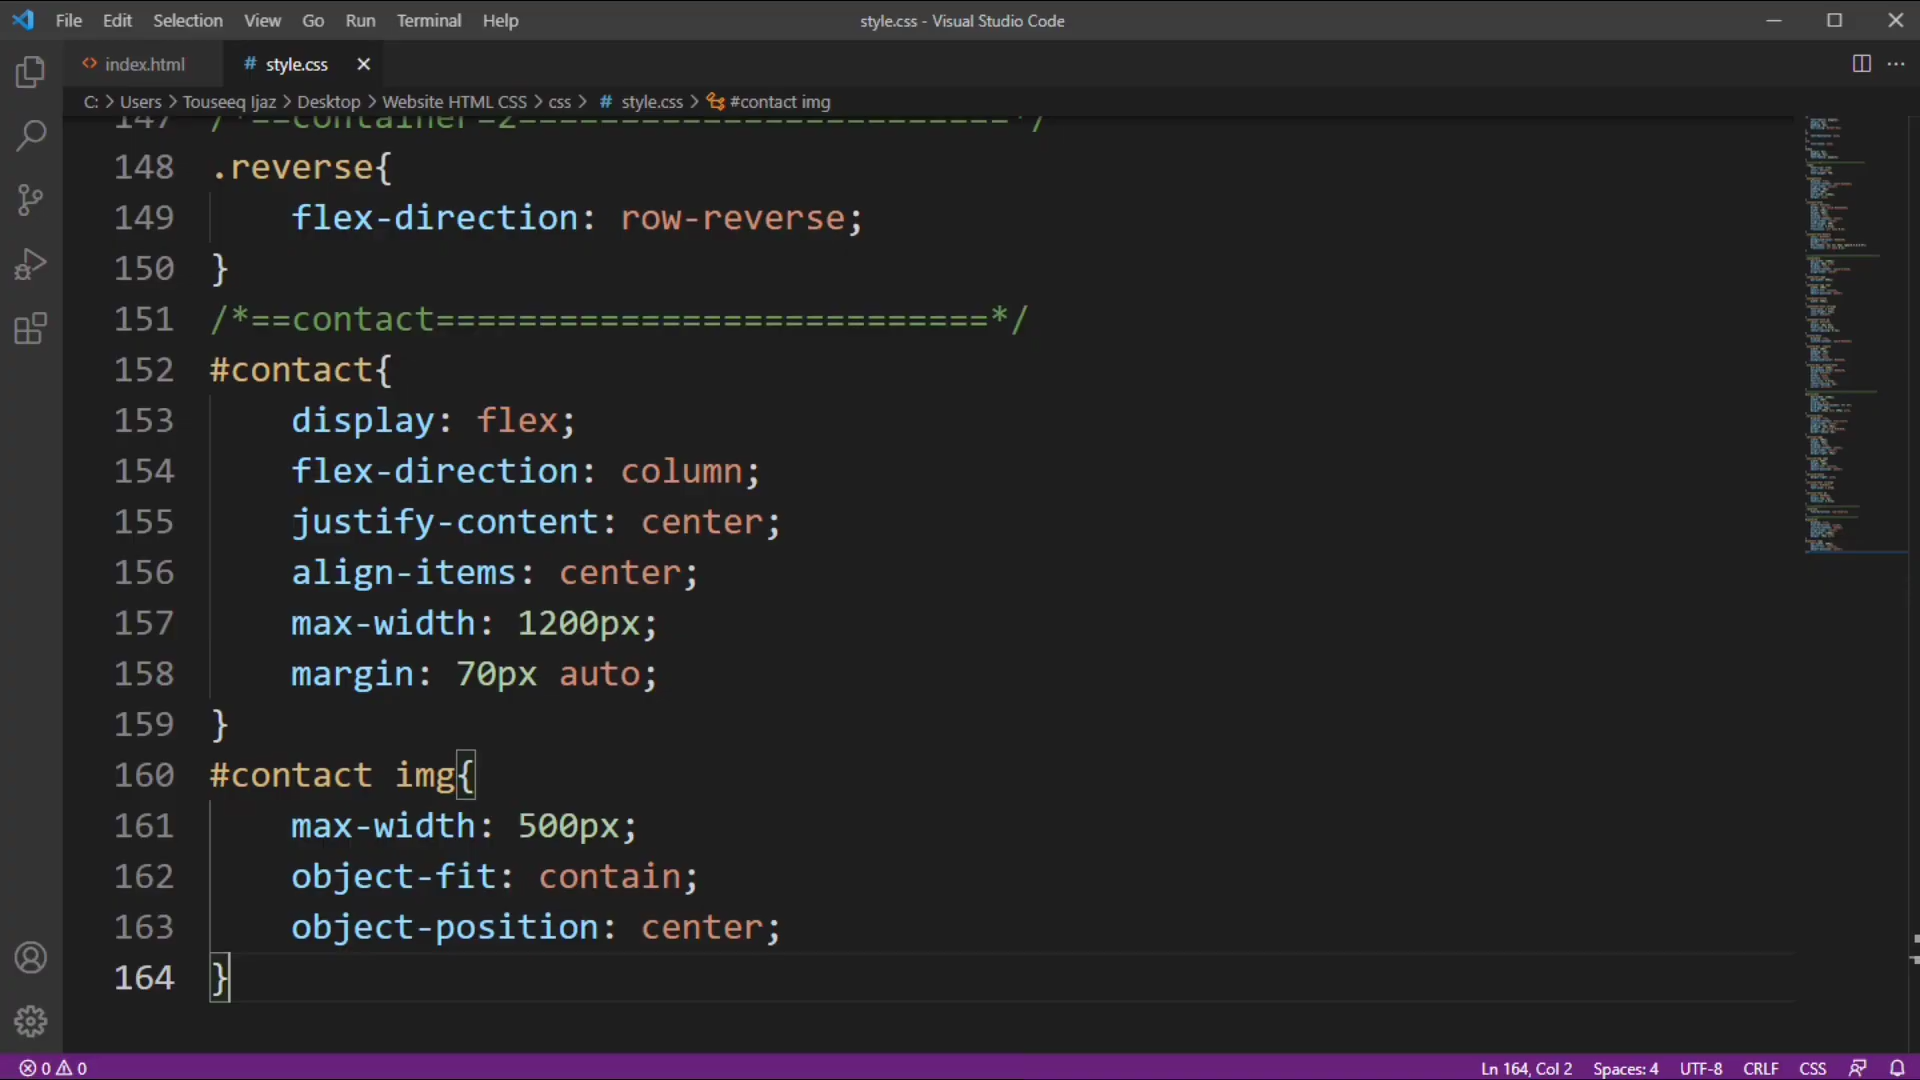 File Edit Selection View Go Run Terminal Help
style.css - Visual Studio Code
index.html
# style.css
C: > Users > Touseeq Ijaz > Desktop > Website HTML CSS > css > # style.css > #contact img
147 /*==container=2========================*/
148 .reverse{
149 flex-direction: row-reverse;
150 }
151 /*==contact===========================*/
152 #contact{
153 display: flex;
154 flex-direction: column;
155 justify-content: center;
156 align-items: center;
157 max-width: 1200px;
158 margin: 70px auto;
159 }
160 #contact img{
161 max-width: 500px;
162 object-fit: contain;
163 object-position: center;
164 }
0 0
Ln 164, Col 2 Spaces: 4 UTF-8 CRLF CSS